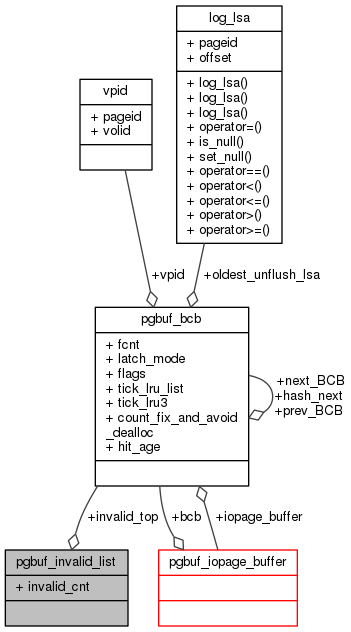 log_lsa
+ pageid
+ offset
+ log_lsa()
+ log_lsa()
+ log_lsa()
+ operator=()
+ is_null()
+ set_null()
+ operator==()
+ operator<()
+ operator<=()
+ operator>()
+ operator>=()
vpid
+ pageid
+ volid
+vpid
+oldest_unflush_lsa
pgbuf_bcb
+ fcnt
+ latch_mode
+ flags
+ tick_lru_list
+ tick_lru3
+ count_fix_and_avoid
_dealloc
+ hit_age
+next_BCB
+hash_next
+prev_BCB
+invalid_top
+bcb
+iopage_buffer
pgbuf_invalid_list
+ invalid_cnt
pgbuf_iopage_buffer